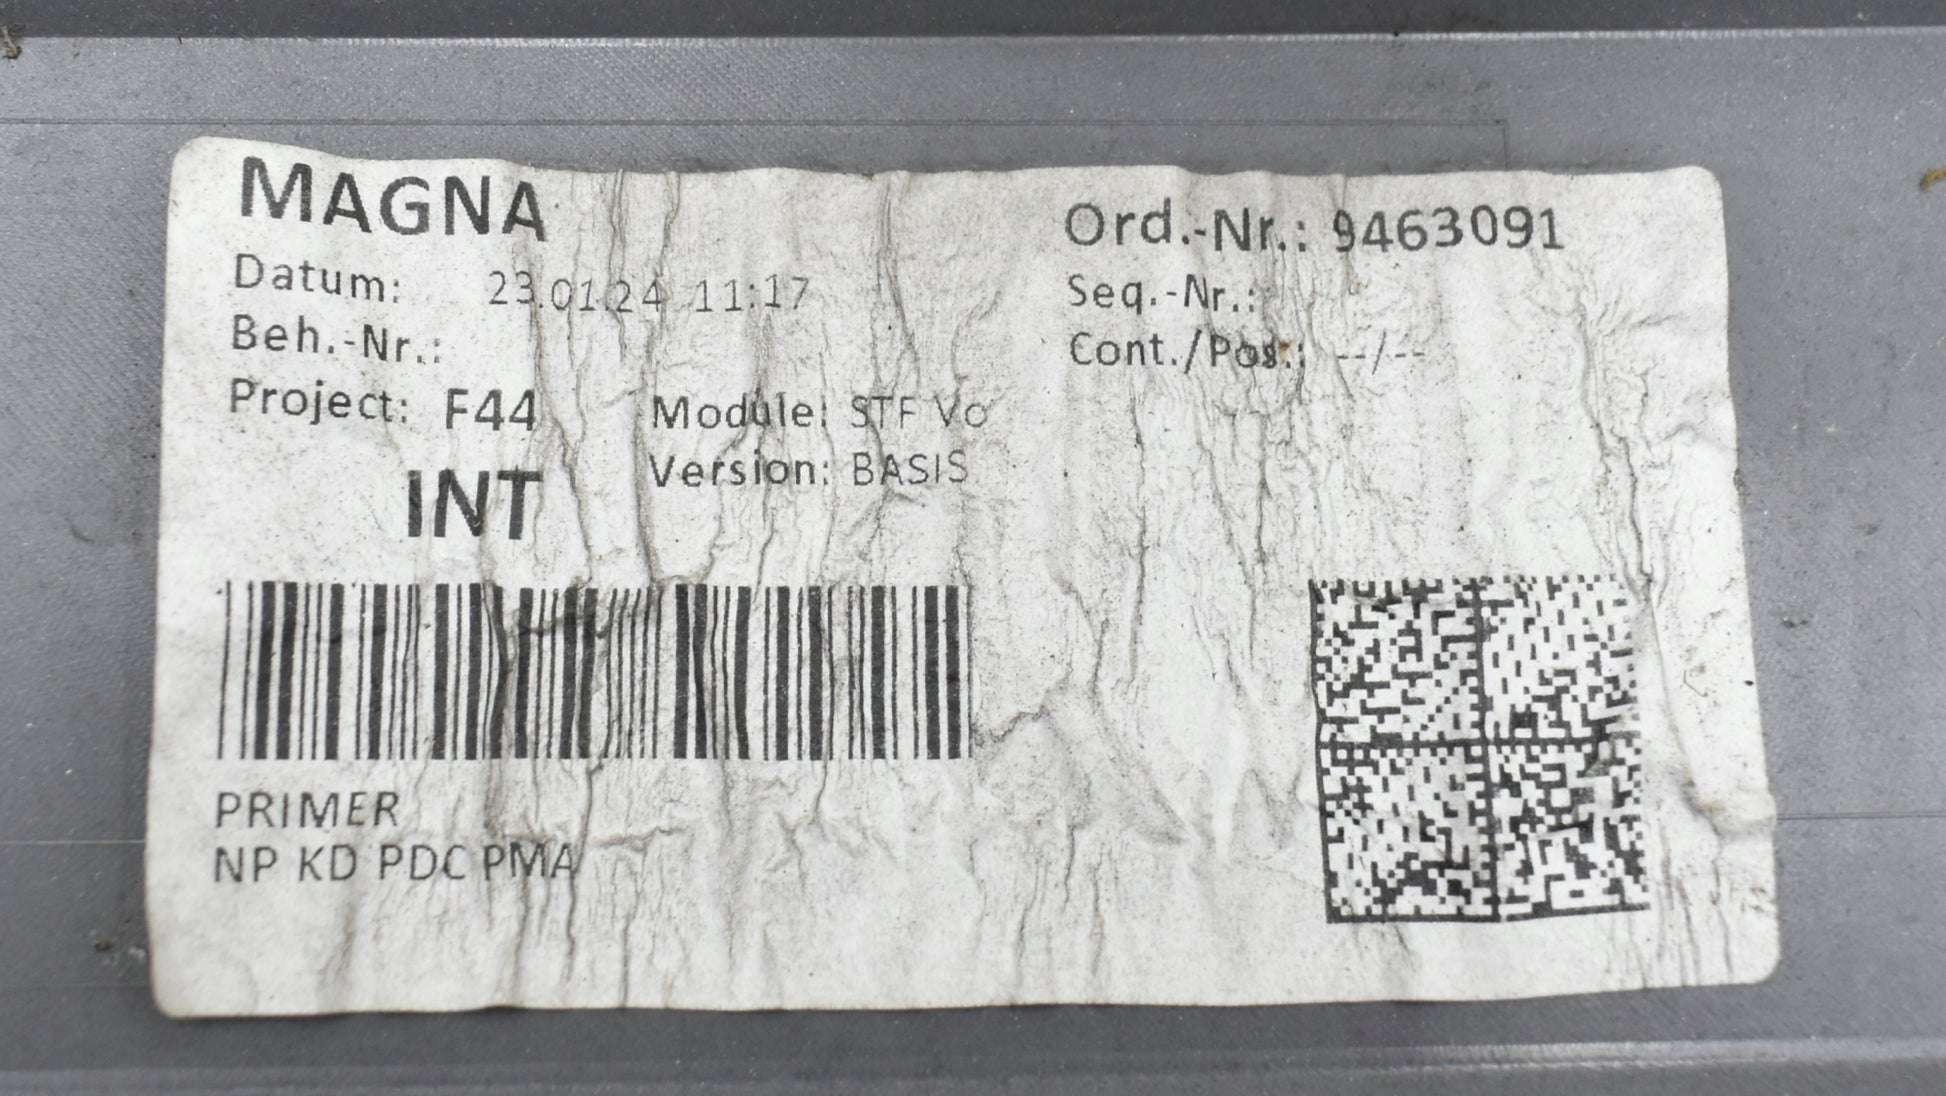 MAGNA
Datum: 23.01.24 11:17
Beh.-Nr.:
Project: F44
INT
Module: STF Vo
Version: BASIS
Ord.-Nr.: 9463091
Seq.-Nr.:
Cont./Pos.: --/--
PRIMER
NP KD PDC PMA